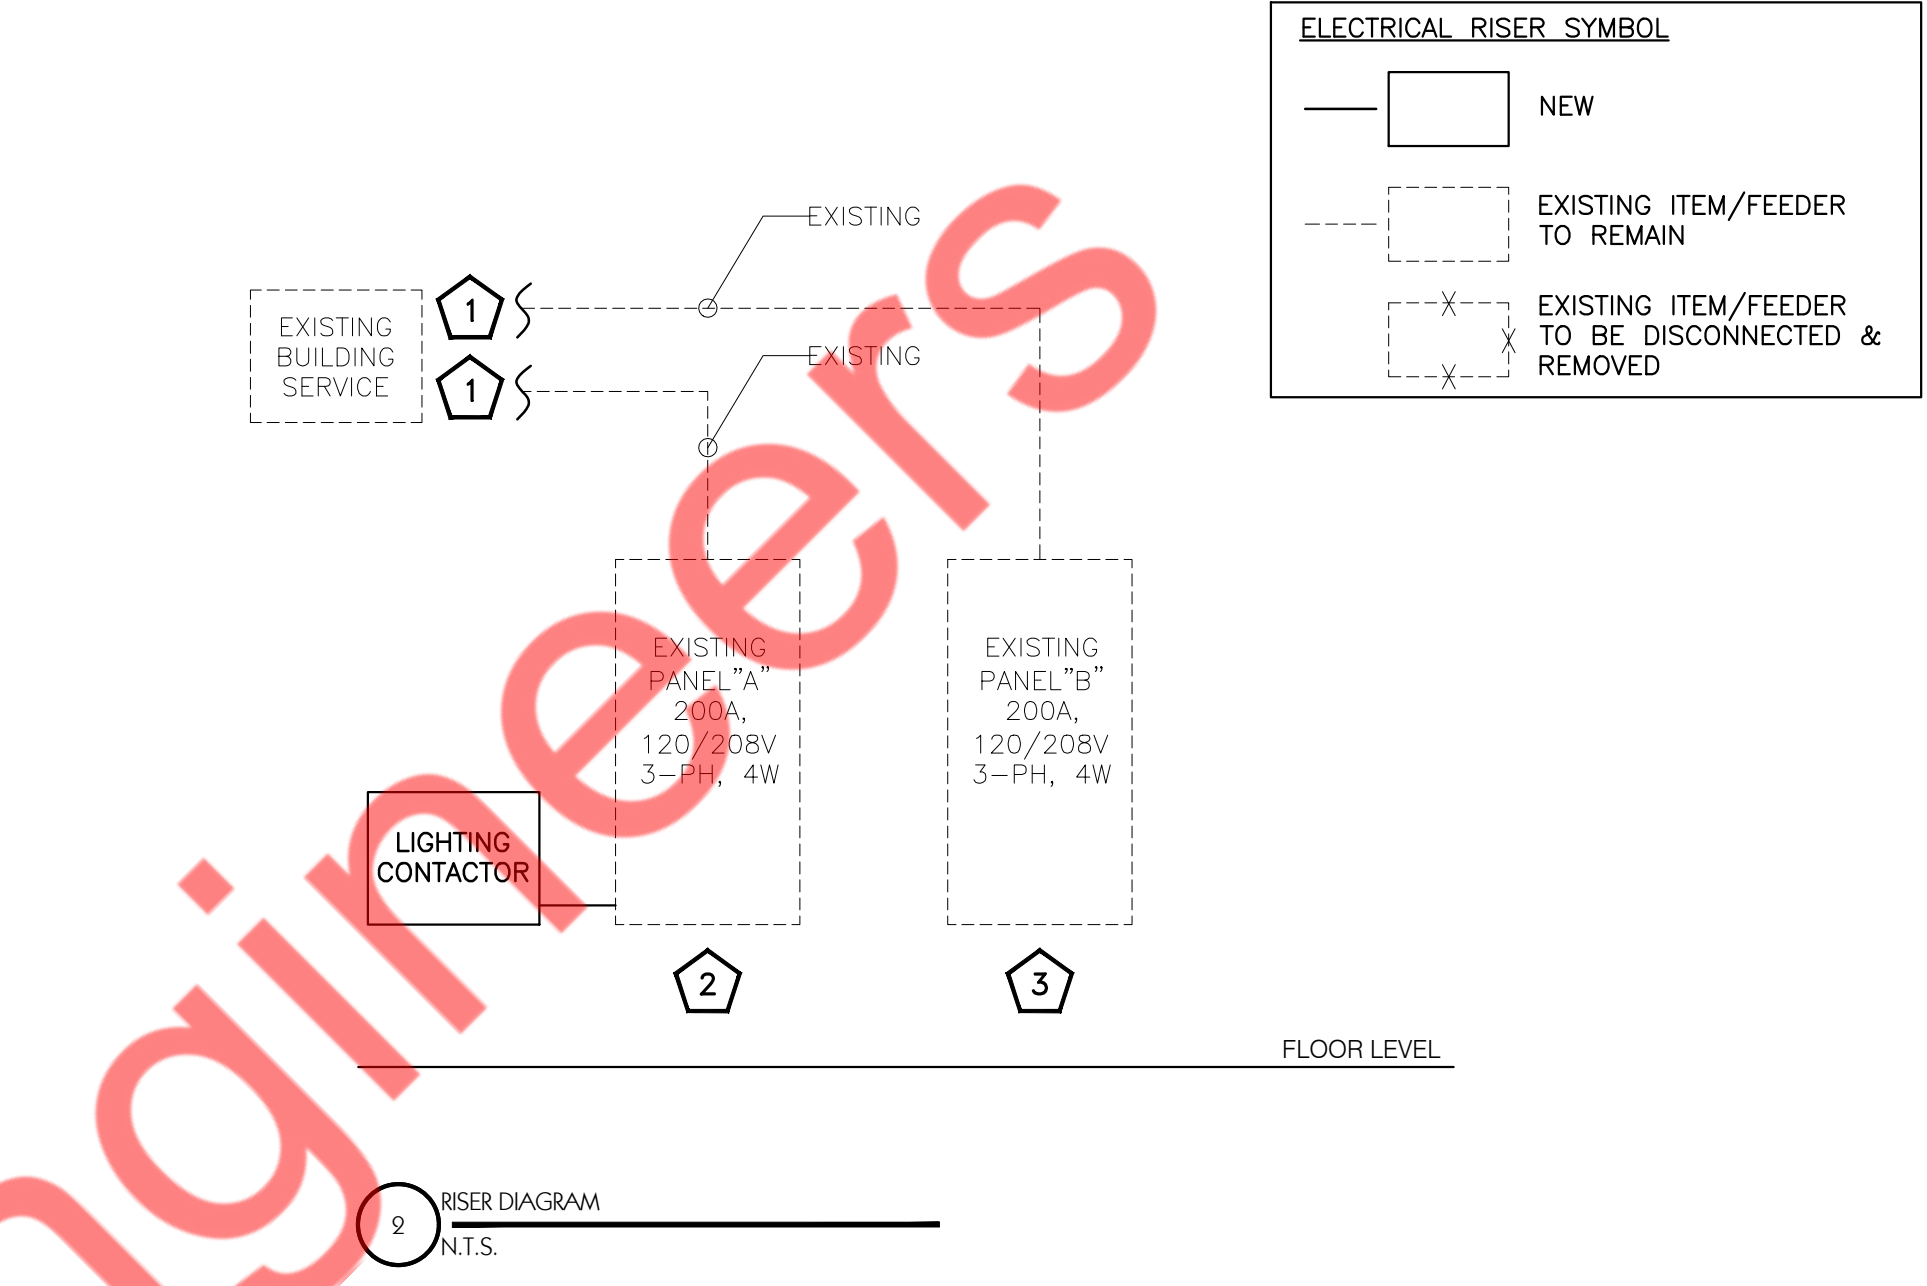 ELECTRICAL RISER SYMBOL
NEW
EXISTING ITEM/FEEDER
TO REMAIN
EXISTING ITEM/FEEDER
TO BE DISCONNECTED &
REMOVED
EXISTING
EXISTING
BUILDING
SERVICE
1
1
EXISTING
EXISTING
PANEL"A"
200A,
120/208V
3-PH, 4W
EXISTING
PANEL"B"
200A,
120/208V
3-PH, 4W
LIGHTING
CONTACTOR
2
3
FLOOR LEVEL
2
RISER DIAGRAM
N.T.S.
ngineers